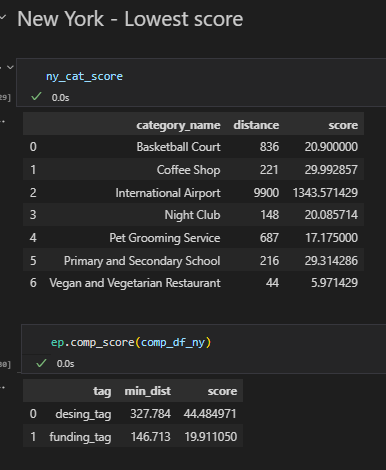 New York - Lowest score
ny_cat_score
29]
✓ 0.0s
..
category_name distance score
0 Basketball Court 836 20.900000
1 Coffee Shop 221 29.992857
2 International Airport 9900 1343.571429
3 Night Club 148 20.085714
4 Pet Grooming Service 687 17.175000
5 Primary and Secondary School 216 29.314286
6 Vegan and Vegetarian Restaurant 44 5.971429
ep.comp_score(comp_df_ny)
30]
✓ 0.0s
..
tag min_dist score
0 desing_tag 327.784 44.484971
1 funding_tag 146.713 19.911050